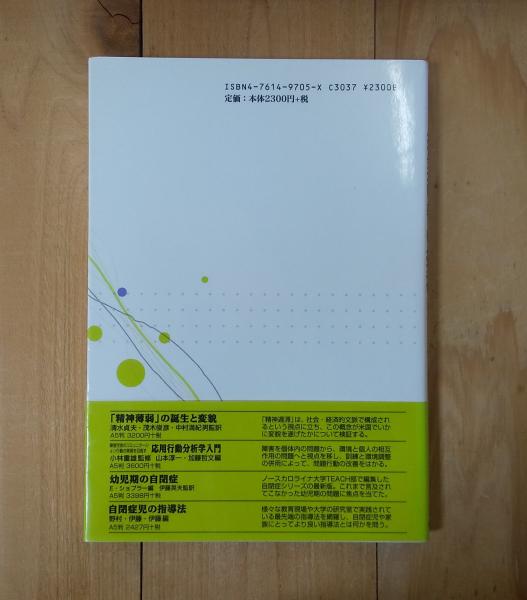 ISBN4-7614-9705-X C3037 ¥2300E
定価：本体2300円+税
「精神薄弱」の誕生と変貌
清水貞夫・茂木俊彦・中村満紀男監訳
A5判 3200円+税
「精神遅滞」は、社会・経済的文脈で構成され
るという視点に立ち、この概念が米国でいか
に変貌を遂げたかについて検証する。
応用行動分析学入門
小林重雄監修 山本淳一・加藤哲文編
A5判 3600円+税
障害を個体内の問題から、環境と個人の相互
作用の問題へと視点を移し、訓練と環境調整
の併用によって、問題行動の改善をはかる。
幼児期の自閉症
E・ショプラー編 伊藤英夫監訳
A5判 3398円+税
ノースカロライナ大学TEACH部で編集した
自閉症シリーズの最新版。これまで言及され
てこなかった幼児期の問題に焦点を当てた。
自閉症児の指導法
野村・伊藤・伊藤編
A5判 2427円+税
様々な教育現場や大学の研究室で実践されて
いる最先端の指導法を網羅し、自閉症児や家
族にとってより良い指導法とは何かを問う。